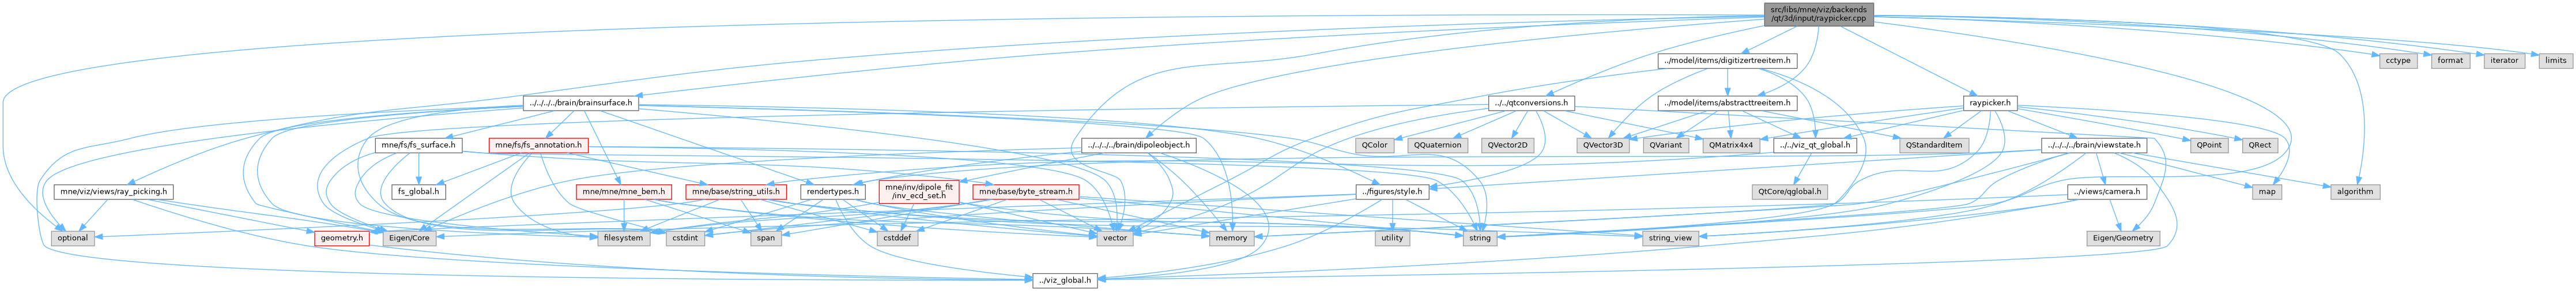 src/libs/mne/viz/backends
/qt/3d/input/raypicker.cpp
../model/items/digitizertreeitem.h
cctype
format
iterator
limits
../../../../brain/brainsurface.h
../../qtconversions.h
../model/items/abstracttreeitem.h
raypicker.h
mne/fs/fs_surface.h
mne/fs/fs_annotation.h
../../../../brain/dipoleobject.h
QColor
QQuaternion
QVector2D
QVector3D
QVariant
QMatrix4x4
../../viz_qt_global.h
QStandardItem
../../../../brain/viewstate.h
QPoint
QRect
mne/viz/views/ray_picking.h
fs_global.h
mne/mne/mne_bem.h
mne/base/string_utils.h
rendertypes.h
mne/inv/dipole_fit
/inv_ecd_set.h
mne/base/byte_stream.h
../figures/style.h
QtCore/qglobal.h
../views/camera.h
map
algorithm
optional
geometry.h
Eigen/Core
filesystem
cstdint
span
cstddef
vector
memory
utility
string
string_view
Eigen/Geometry
../viz_global.h